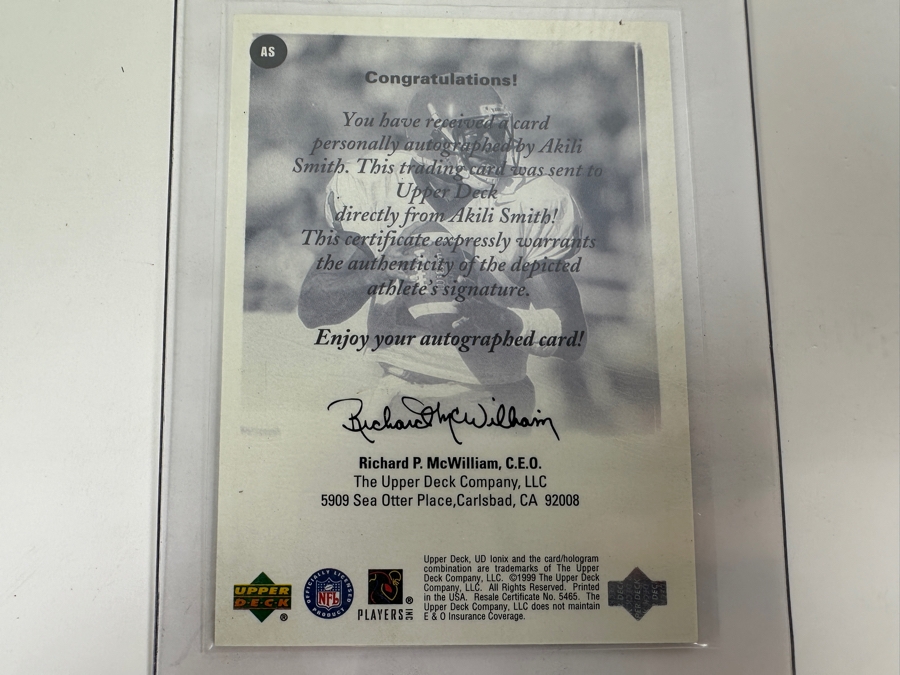 AS
Congratulations!
You have received a card
personally autographed by Akili
Smith. This trading card was sent to
Upper Deck
directly from Akili Smith!
This certificate expressly warrants
the authenticity of the depicted
athlete's signature.
Enjoy your autographed card!
Richard McWilliam
Richard P. McWilliam, C.E.O.
The Upper Deck Company, LLC
5909 Sea Otter Place,Carlsbad, CA 92008
Upper Deck, UD Ionix and the card/hologram
combination are trademarks of The Upper
Deck Company, LLC. ©1999 The Upper Deck
Company, LLC. All Rights Reserved. Printed
in the USA. Resale Certificate No. 5465. The
Upper Deck Company, LLC does not maintain
E & O Insurance Coverage.
UPPER
DECK
®
OFFICIALLY LICENSED
NFL
PRODUCT
PLAYERS INC
®